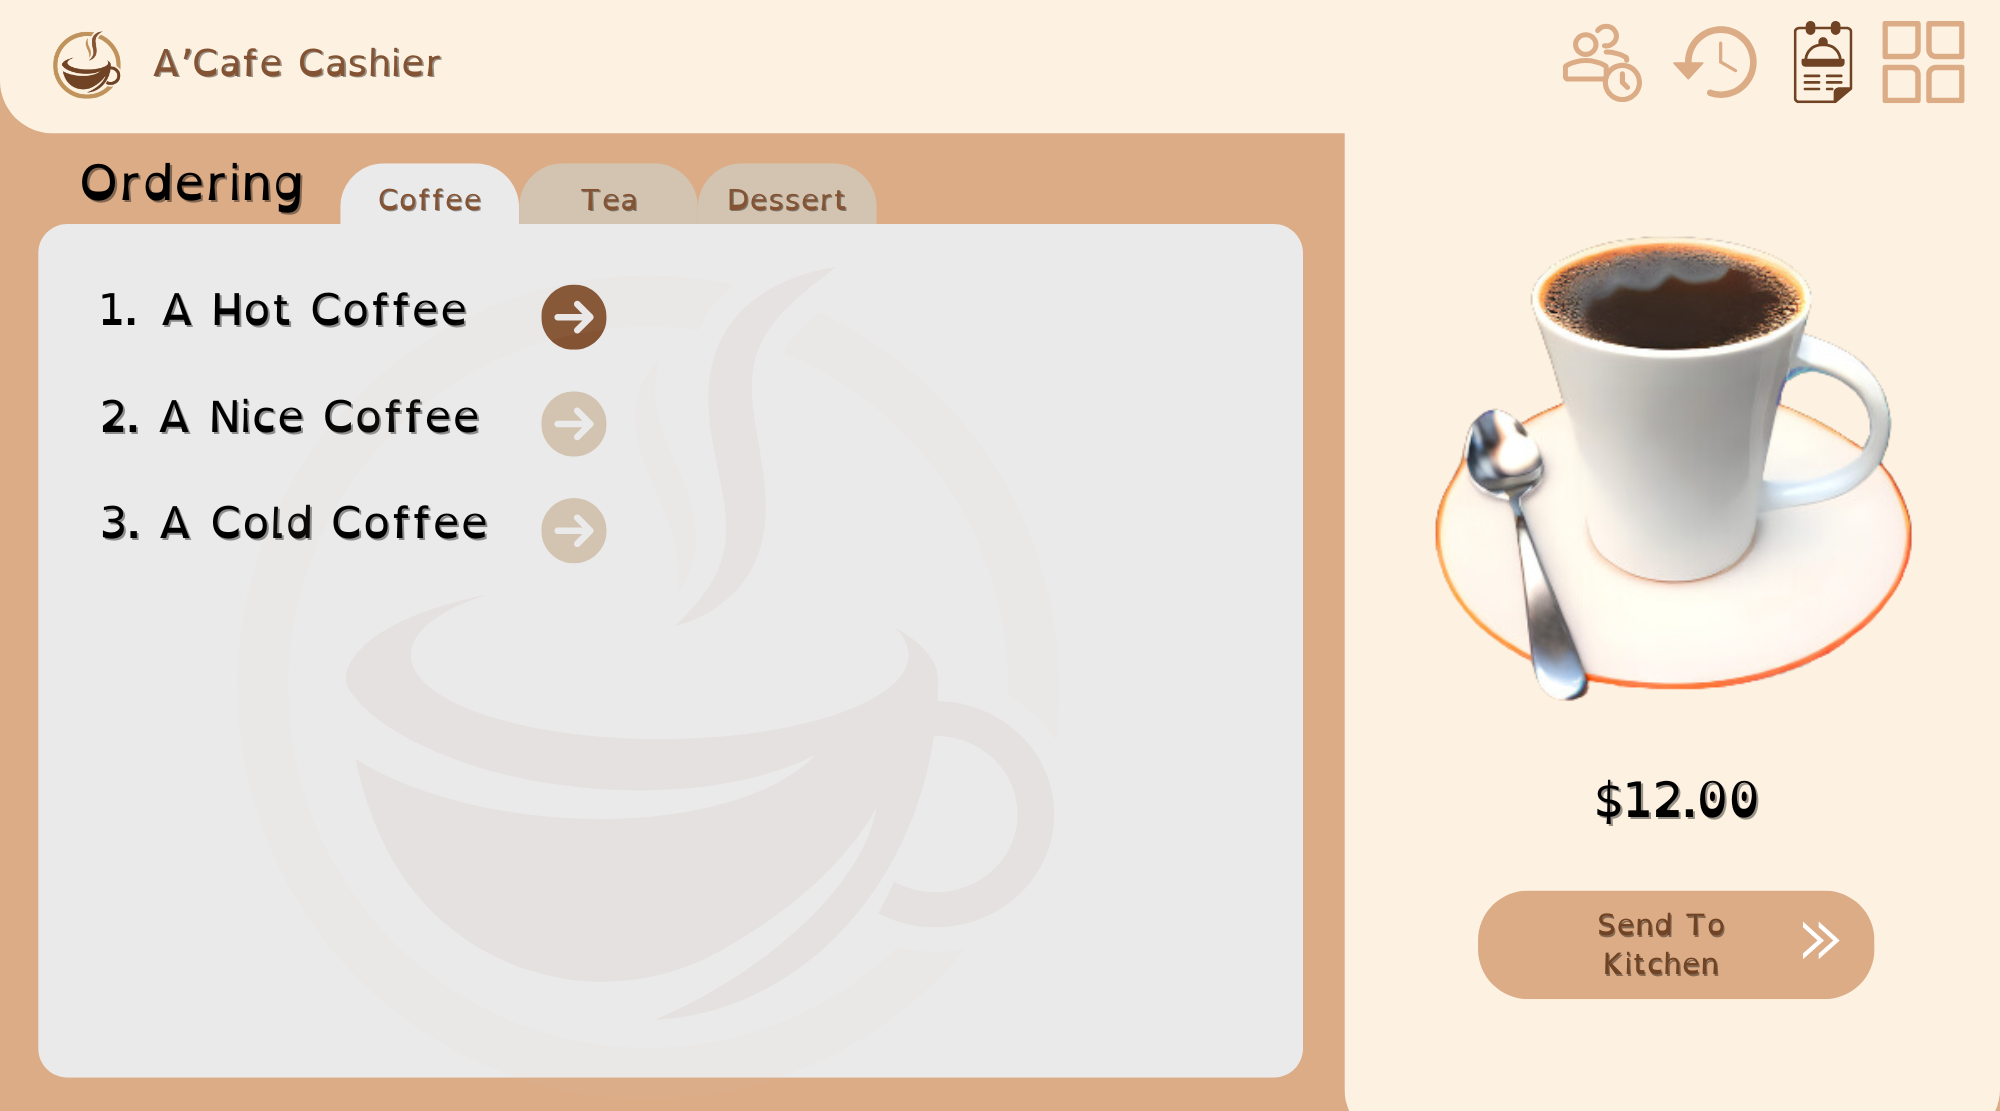 A'Cafe Cashier
Ordering
Coffee
Tea
Dessert
1. A Hot Coffee
2. A Nice Coffee
3. A Cold Coffee
$12.00
Send To
Kitchen